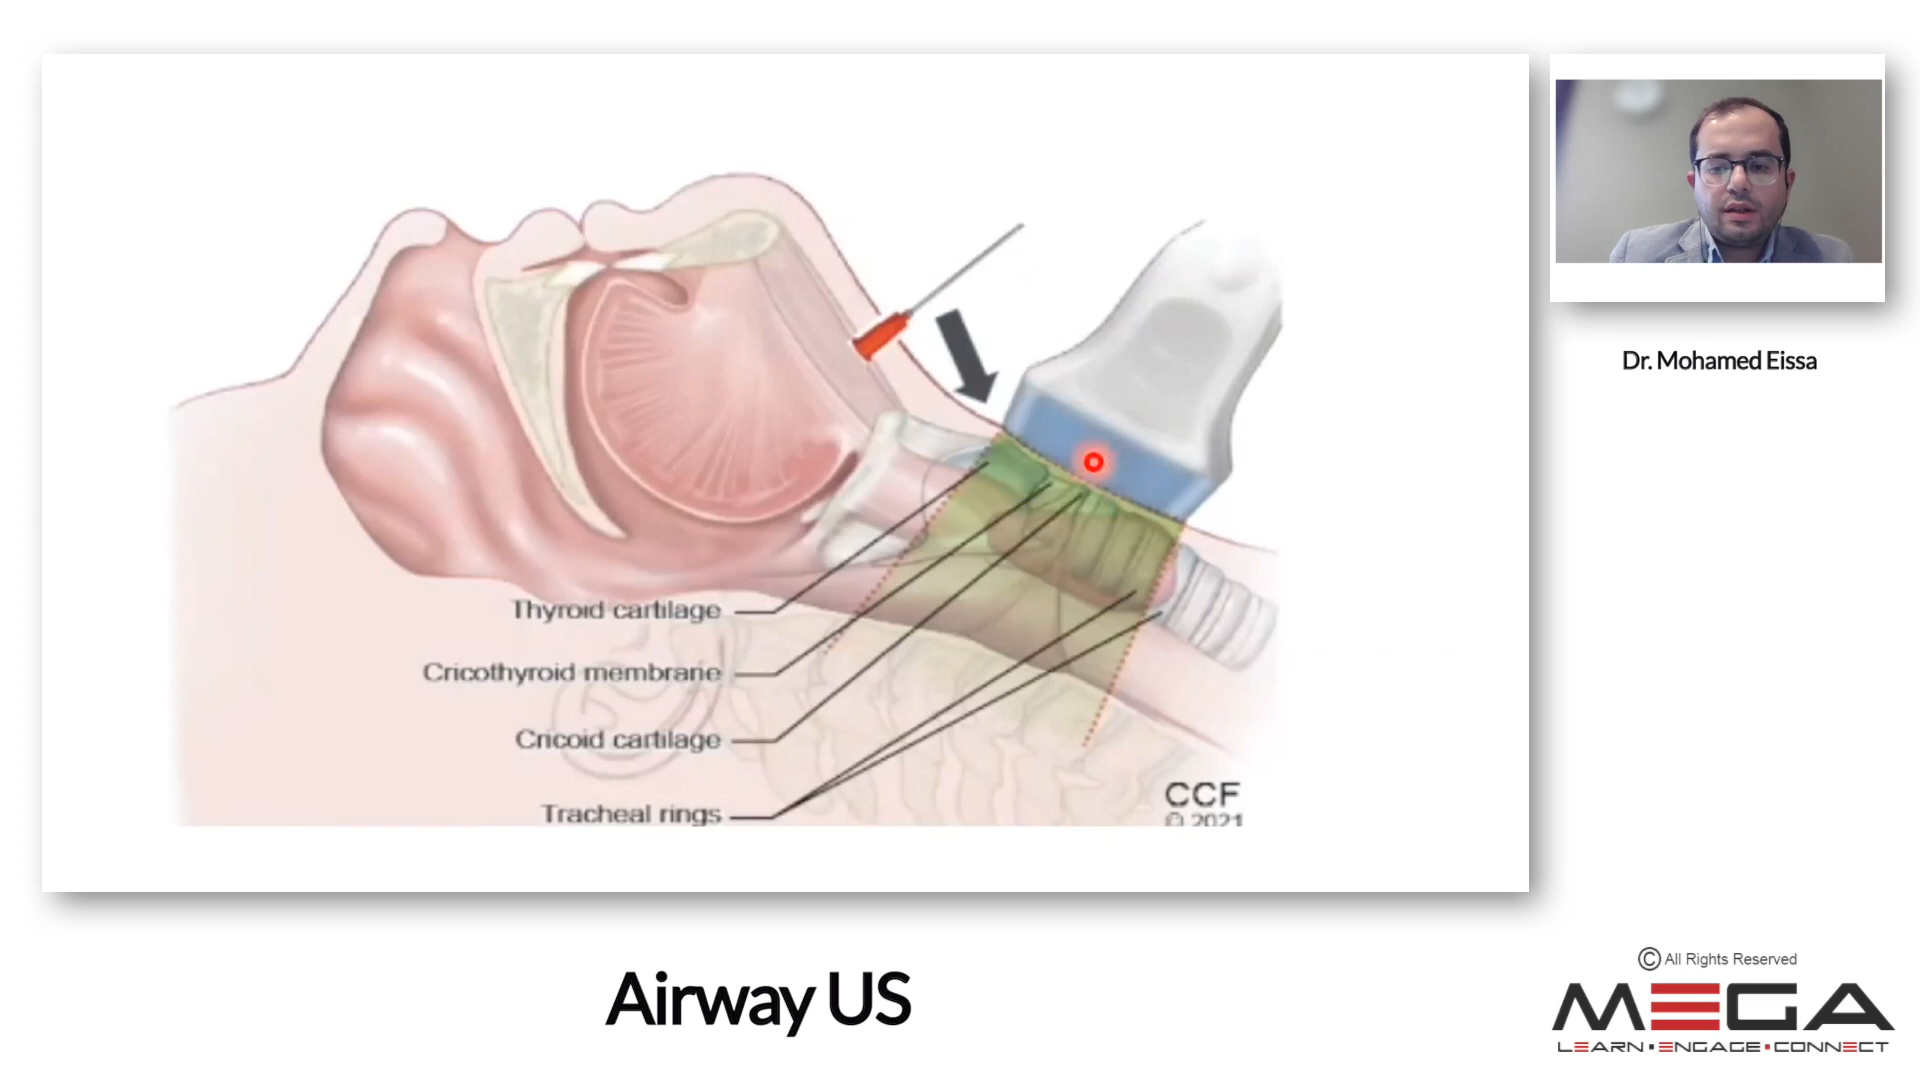 Dr. Mohamed Eissa
Thyroid cartilage
Cricothyroid membrane
Cricoid cartilage
Tracheal rings
CCF
© 2021
Airway US
© All Rights Reserved
MEGA
LEARN • ENGAGE • CONNECT